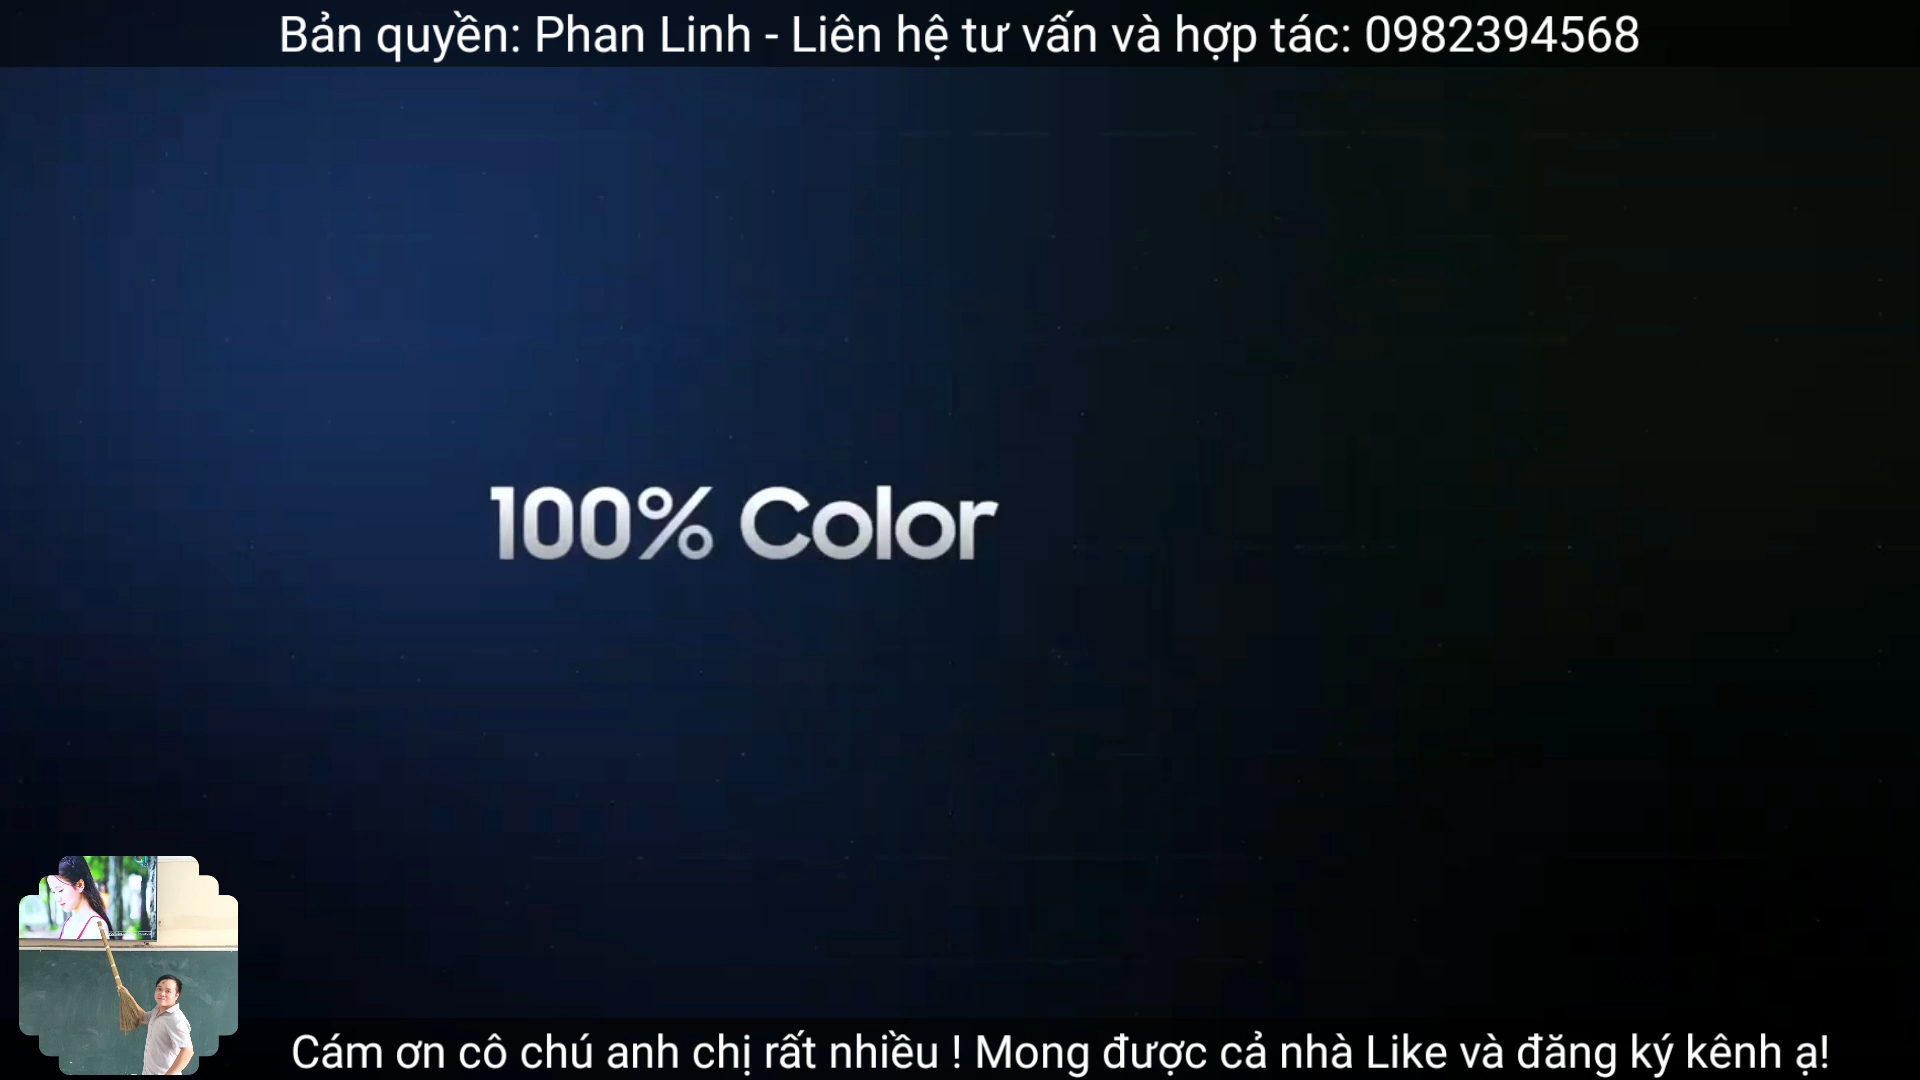 Bản quyền: Phan Linh - Liên hệ tư vấn và hợp tác: 0982394568
100% Color
Cám ơn cô chú anh chị rất nhiều ! Mong được cả nhà Like và đăng ký kênh ạ!